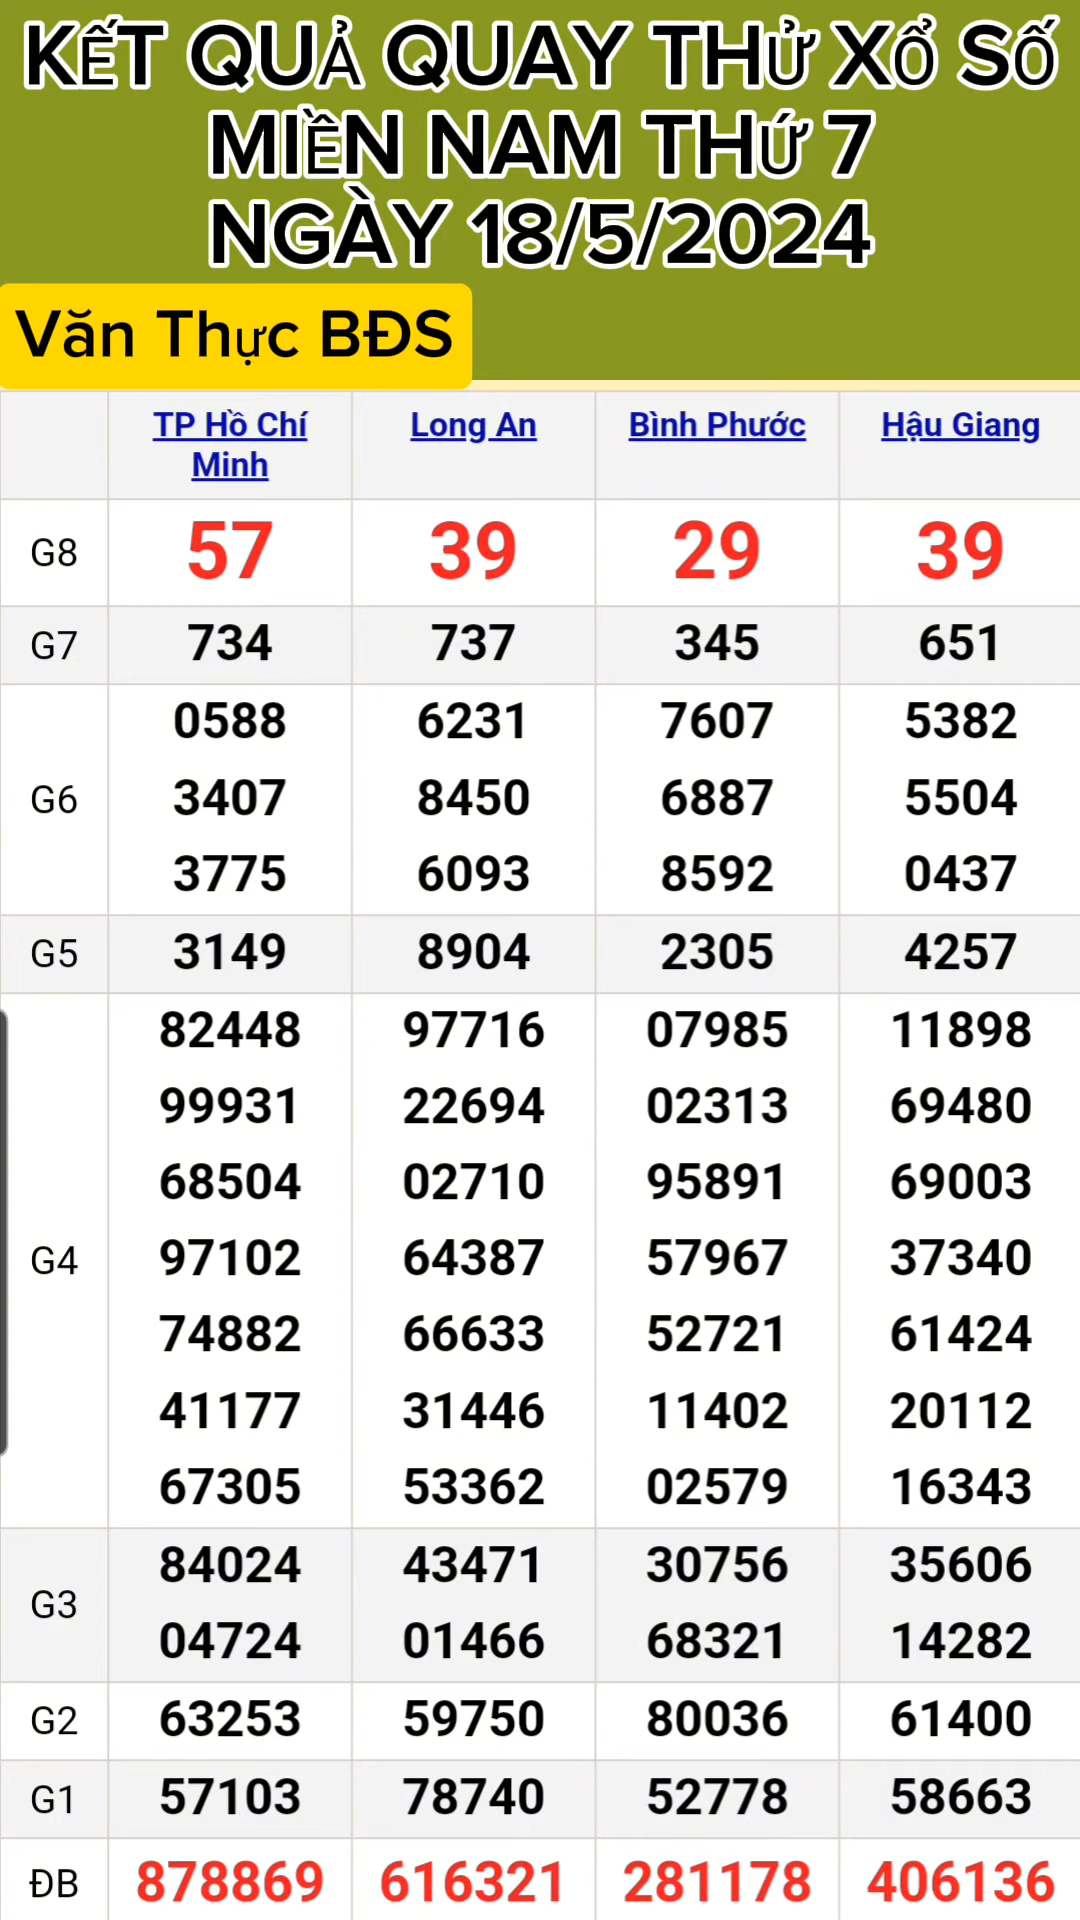 KẾT QUẢ QUAY THỬ XỔ SỐ
MIỀN NAM THỨ 7
NGÀY 18/5/2024
Văn Thực BĐS
TP Hồ Chí Minh Long An Bình Phước Hậu Giang
G8 57 39 29 39
G7 734 737 345 651
0588 6231 7607 5382
G6 3407 8450 6887 5504
3775 6093 8592 0437
G5 3149 8904 2305 4257
82448 97716 07985 11898
99931 22694 02313 69480
68504 02710 95891 69003
G4 97102 64387 57967 37340
74882 66633 52721 61424
41177 31446 11402 20112
67305 53362 02579 16343
G3 84024 43471 30756 35606
04724 01466 68321 14282
G2 63253 59750 80036 61400
G1 57103 78740 52778 58663
ĐB 878869 616321 281178 406136